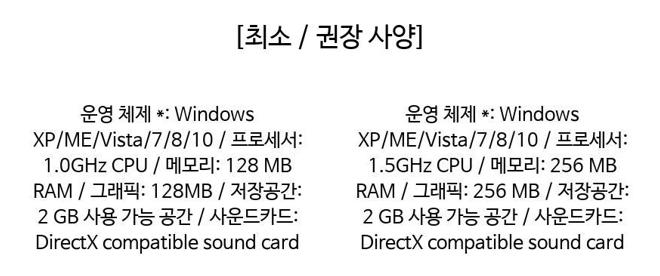 [최소 / 권장 사양]
운영 체제 *: Windows
XP/ME/Vista/7/8/10 / 프로세서:
1.0GHz CPU / 메모리: 128 MB
RAM / 그래픽: 128MB / 저장공간:
2 GB 사용 가능 공간 / 사운드카드:
DirectX compatible sound card
운영 체제 *: Windows
XP/ME/Vista/7/8/10 / 프로세서:
1.5GHz CPU / 메모리: 256 MB
RAM / 그래픽: 256 MB / 저장공간:
2 GB 사용 가능 공간 / 사운드카드:
DirectX compatible sound card